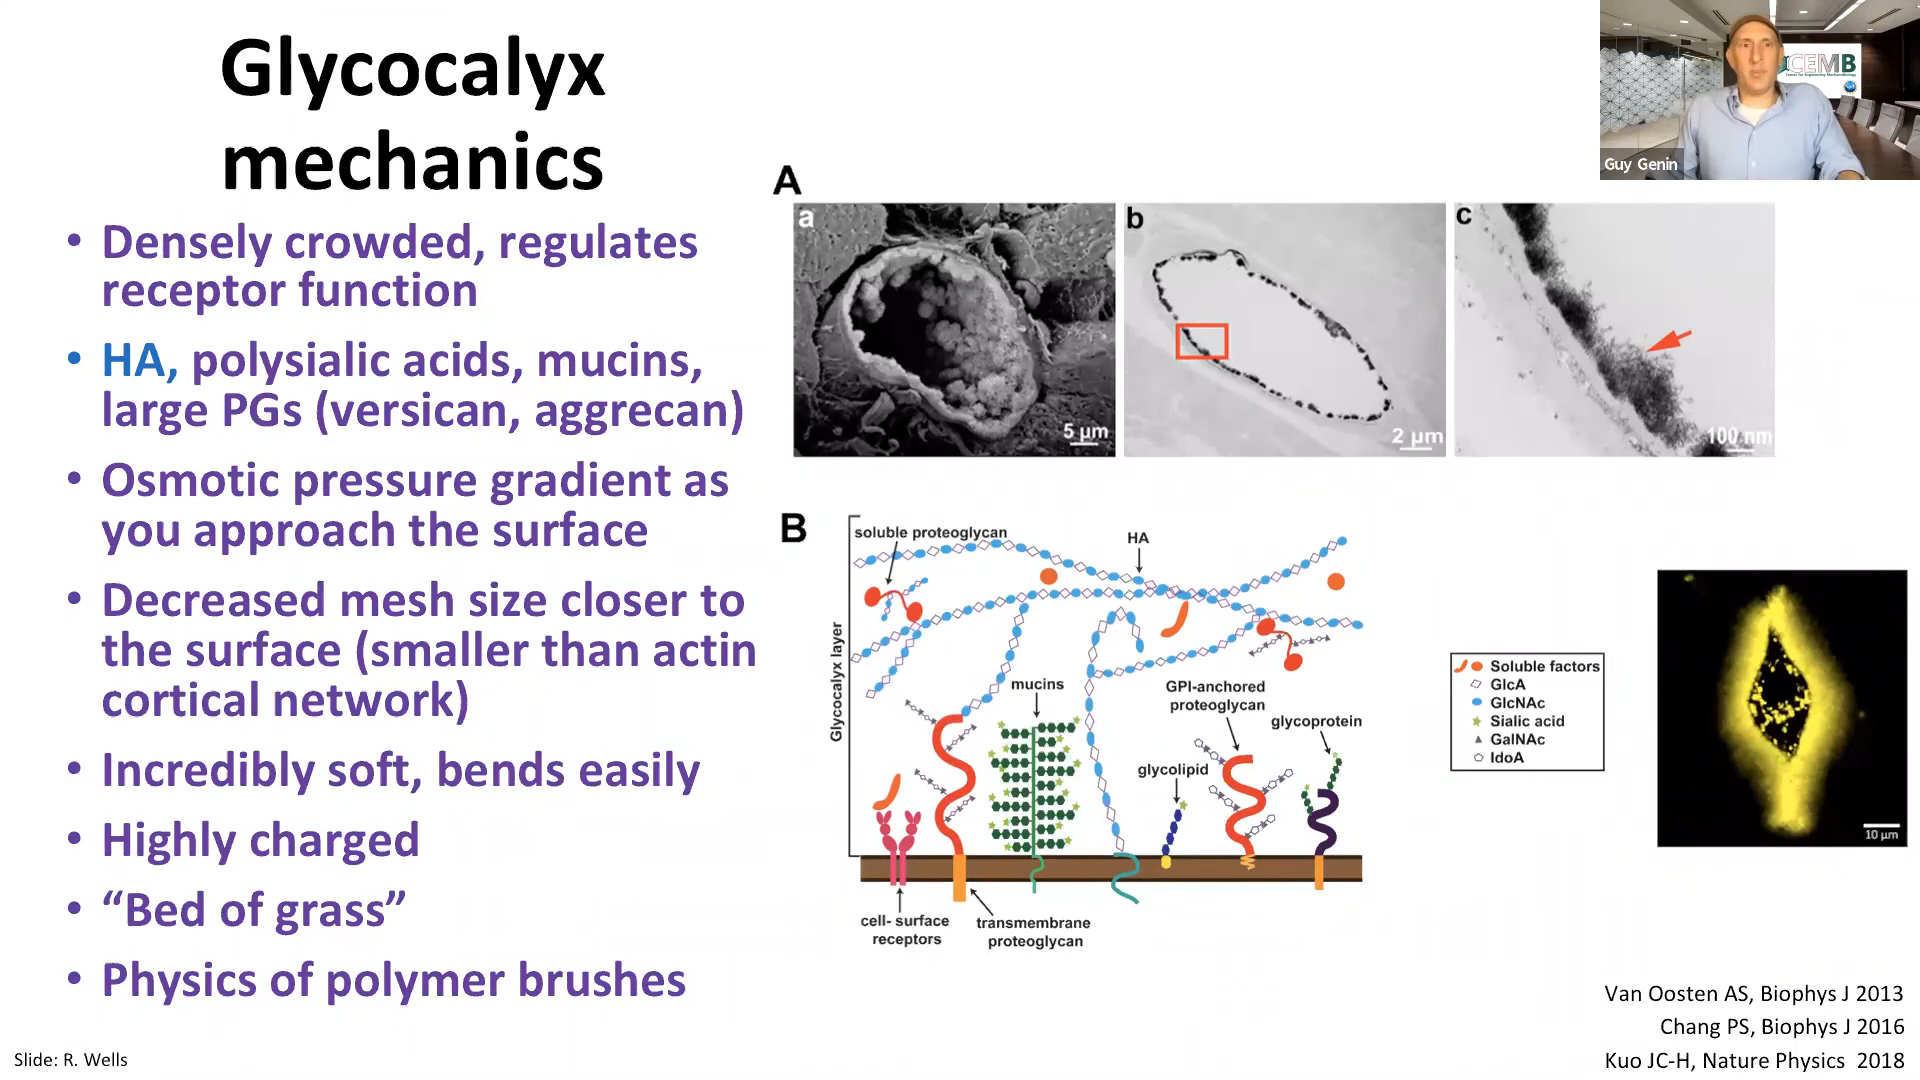 Glycocalyx
mechanics
• Densely crowded, regulates
receptor function
• HA, polysialic acids, mucins,
large PGs (versican, aggrecan)
• Osmotic pressure gradient as
you approach the surface
• Decreased mesh size closer to
the surface (smaller than actin
cortical network)
• Incredibly soft, bends easily
• Highly charged
• “Bed of grass”
• Physics of polymer brushes
Slide: R. Wells
A
a
5 µm
b
2 µm
c
100 nm
B
Glycocalyx layer
soluble proteoglycan
HA
mucins
GPI-anchored
proteoglycan
glycoprotein
glycolipid
cell- surface
receptors
transmembrane
proteoglycan
Soluble factors
GlcA
GlcNAc
Sialic acid
GalNAc
IdoA
10 µm
CEMB
Guy Genin
Van Oosten AS, Biophys J 2013
Chang PS, Biophys J 2016
Kuo JC-H, Nature Physics 2018